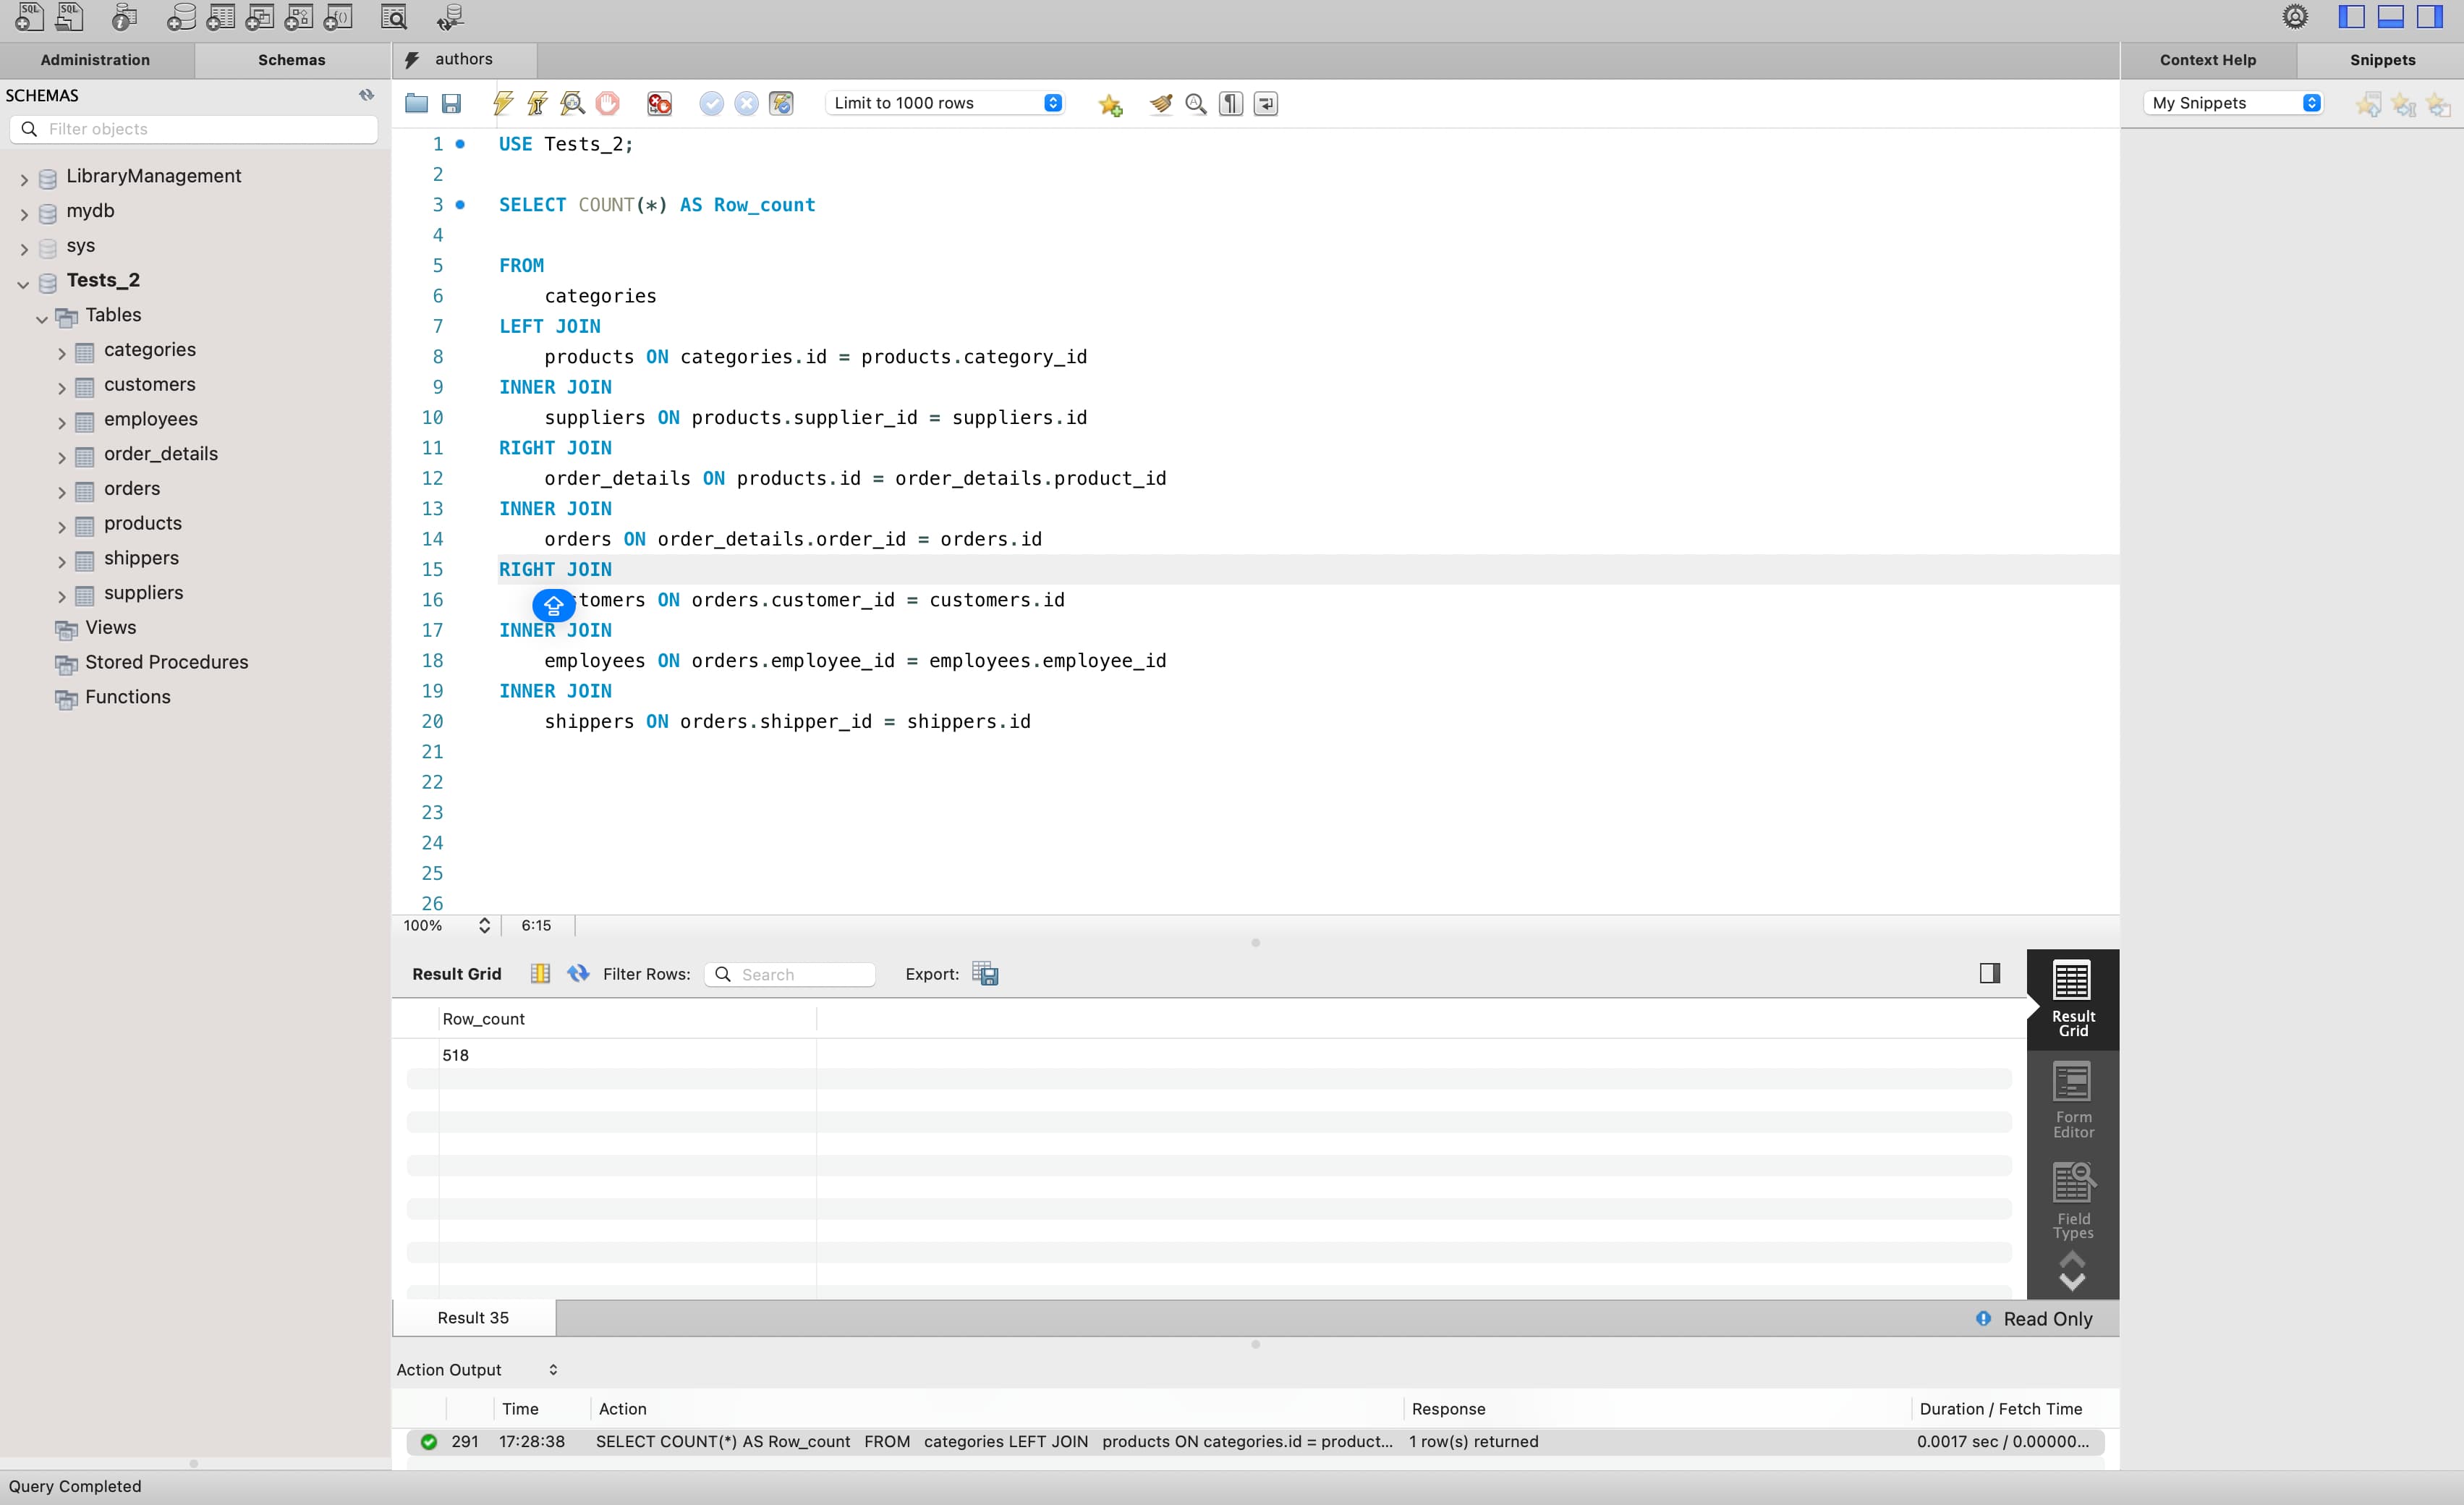 SQL
SQL
Administration
Schemas
authors
Context Help
Snippets
SCHEMAS
Filter objects
Limit to 1000 rows
My Snippets
LibraryManagement
mydb
sys
Tests_2
Tables
categories
customers
employees
order_details
orders
products
shippers
suppliers
Views
Stored Procedures
Functions
1 USE Tests_2;
2
3 SELECT COUNT(*) AS Row_count
4
5 FROM
6 categories
7 LEFT JOIN
8 products ON categories.id = products.category_id
9 INNER JOIN
10 suppliers ON products.supplier_id = suppliers.id
11 RIGHT JOIN
12 order_details ON products.id = order_details.product_id
13 INNER JOIN
14 orders ON order_details.order_id = orders.id
15 RIGHT JOIN
16 tomers ON orders.customer_id = customers.id
17 INNER JOIN
18 employees ON orders.employee_id = employees.employee_id
19 INNER JOIN
20 shippers ON orders.shipper_id = shippers.id
21
22
23
24
25
26
100% 6:15
Result Grid Filter Rows: Search Export:
Row_count
518
Result
Grid
Form
Editor
Field
Types
Result 35
Read Only
Action Output
Time Action Response Duration / Fetch Time
291 17:28:38 SELECT COUNT(*) AS Row_count FROM categories LEFT JOIN products ON categories.id = product... 1 row(s) returned 0.0017 sec / 0.00000...
Query Completed